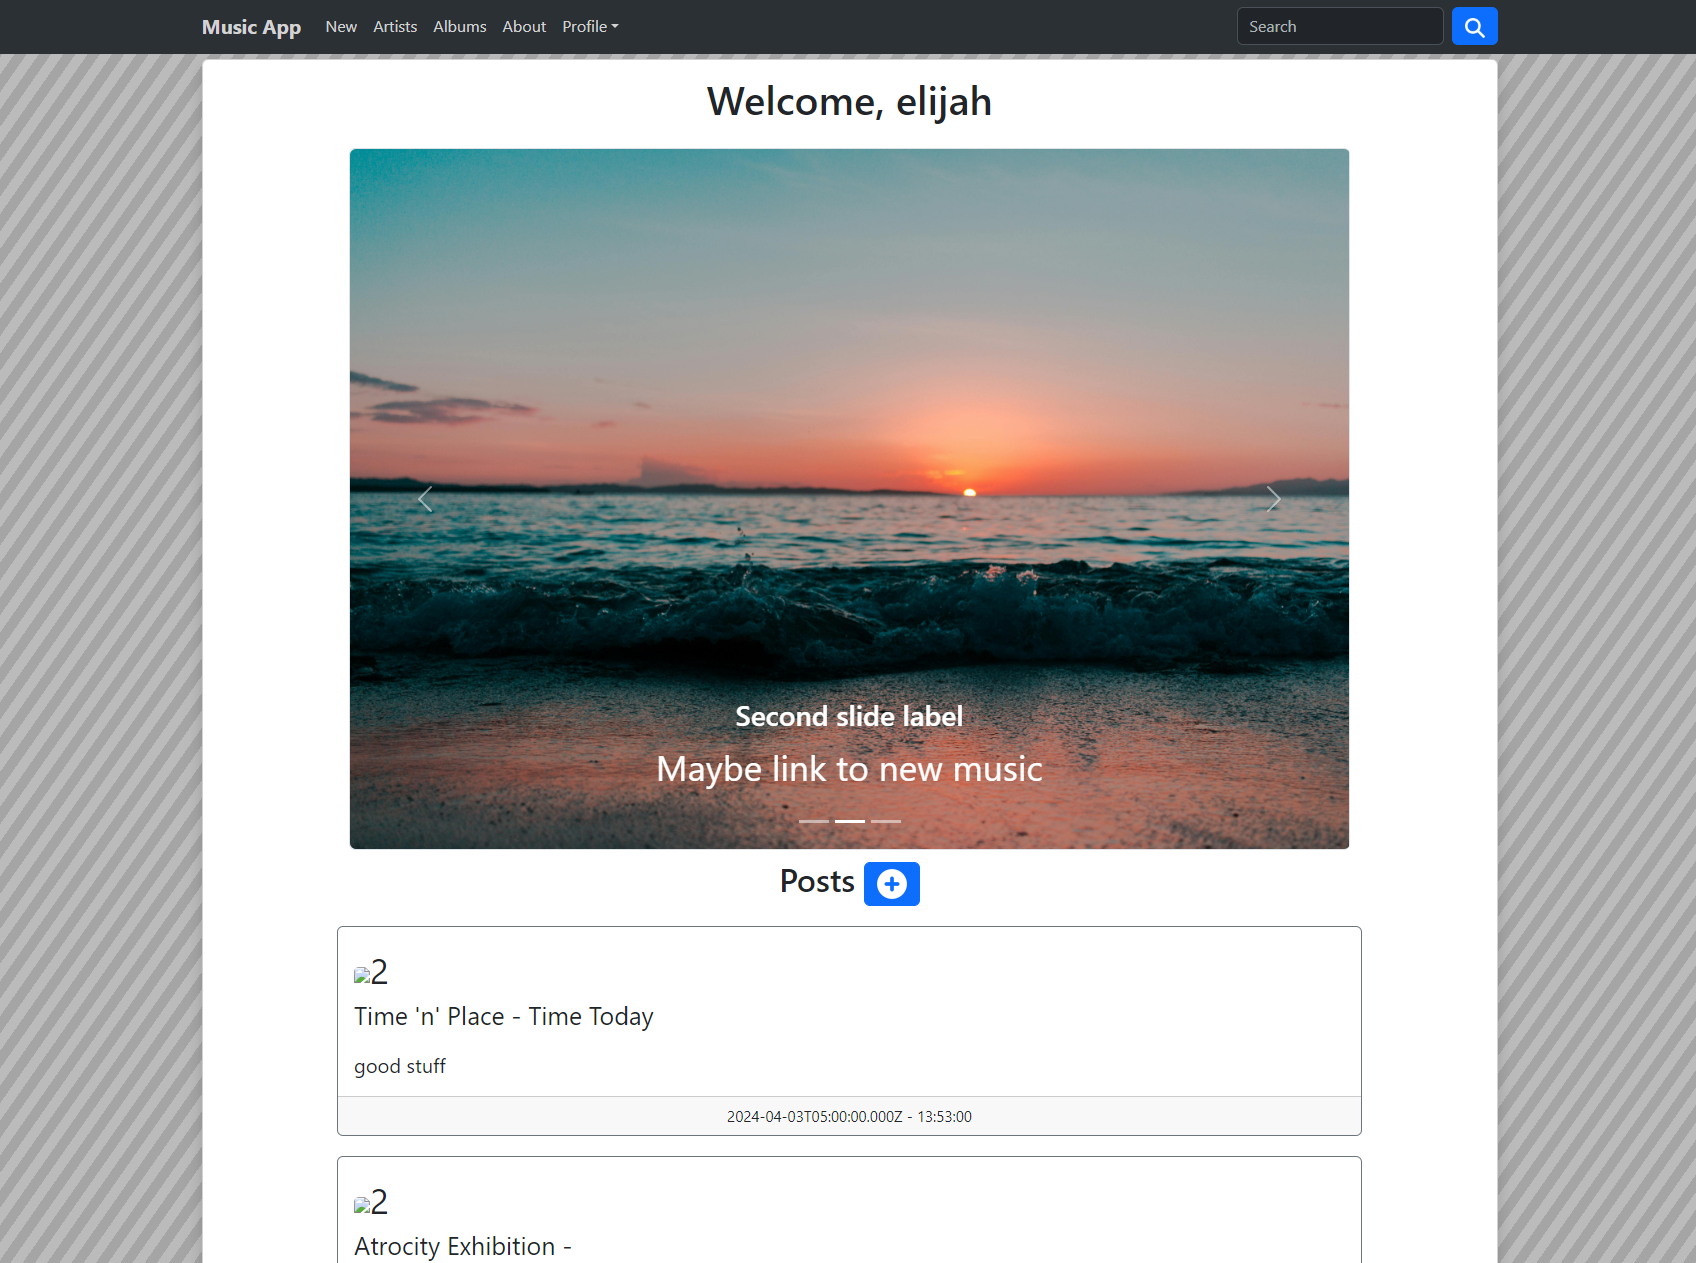 Music App New Artists Albums About Profile Search
Welcome, elijah
Second slide label
Maybe link to new music
Posts
2
Time 'n' Place - Time Today
good stuff
2024-04-03T05:00:00.000Z - 13:53:00
2
Atrocity Exhibition -